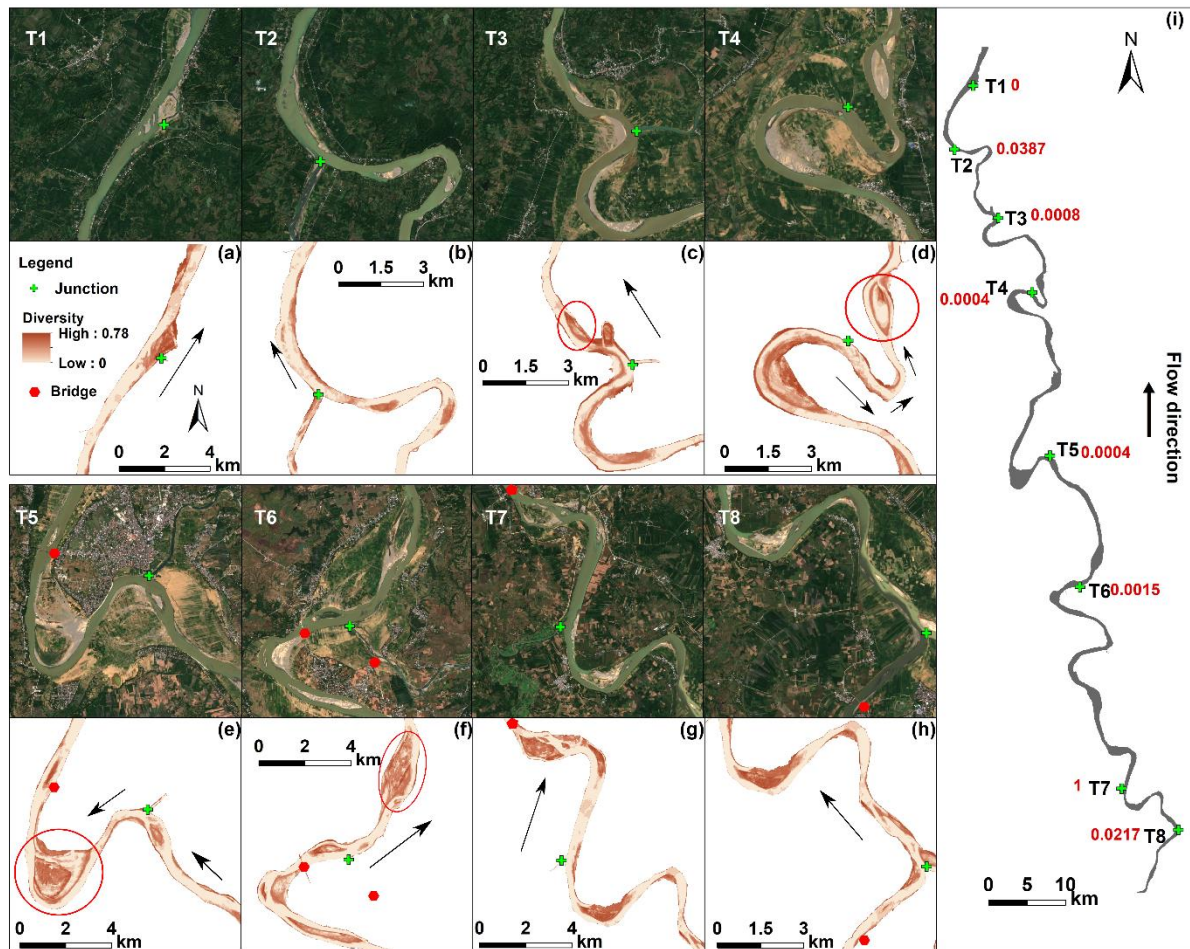 T1
T2
T3
T4
(a)
Legend
Junction
Diversity
High : 0.78
Low : 0
Bridge
N
0 2 4
km
(b)
0 1.5 3
km
(c)
0 1.5 3
km
(d)
0 1.5 3
km
T5
T6
T7
T8
(e)
0 2 4
km
(f)
0 2 4
km
(g)
0 2 4
km
(h)
0 1.5 3
km
(i)
N
T1 0
T2 0.0387
T3 0.0008
0.0004 T4
T5 0.0004
T6 0.0015
1 T7
0.0217 T8
Flow direction
0 5 10
km